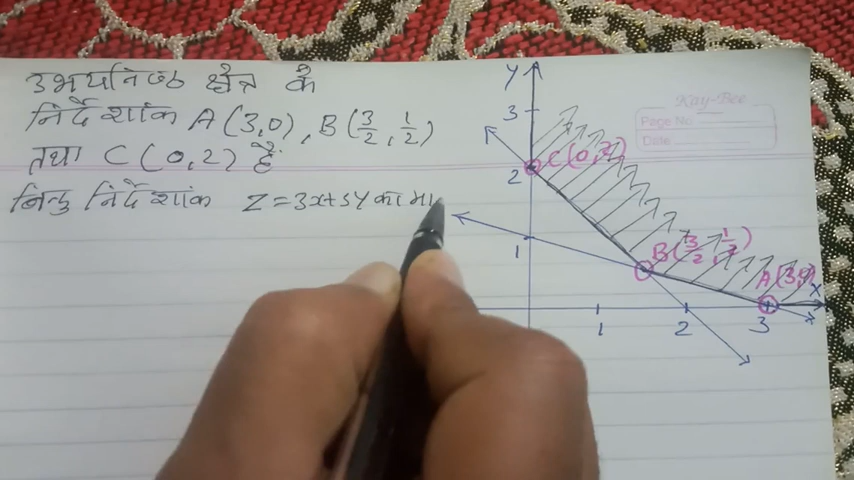 उभयनिष्ठ क्षेत्र के
निर्देशांक A(3,0), B(3/2, 1/2)
तथा C(0,2) हैं
बिन्दु निर्देशांक Z=3x+5y का मा
Kay-Bee
Page No.
Date
Y
3
C(0,2)
2
1
B(3/2, 1/2)
A(3,0)
X
1 2 3